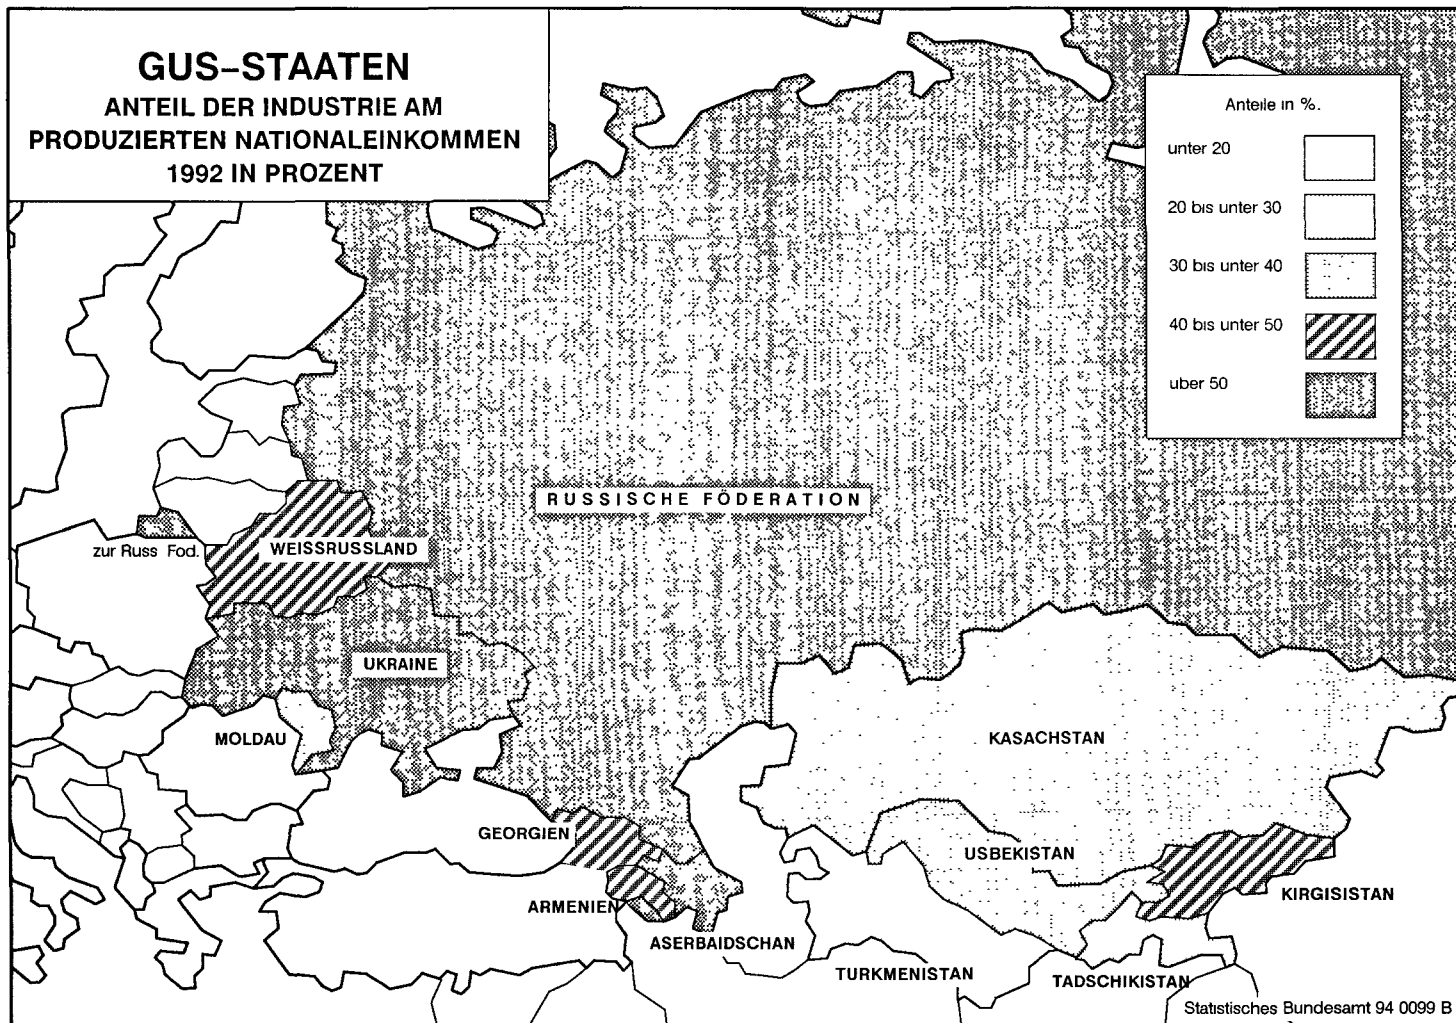 GUS–STAATEN
ANTEIL DER INDUSTRIE AM
PRODUZIERTEN NATIONALEINKOMMEN
1992 IN PROZENT
Anteile in %.
unter 20
20 bis unter 30
30 bis unter 40
40 bis unter 50
uber 50
RUSSISCHE FÖDERATION
zur Russ Fod.
WEISSRUSSLAND
UKRAINE
MOLDAU
KASACHSTAN
GEORGIEN
USBEKISTAN
KIRGISISTAN
ARMENIEN
ASERBAIDSCHAN
TURKMENISTAN
TADSCHIKISTAN
Statistisches Bundesamt 94 0099 B